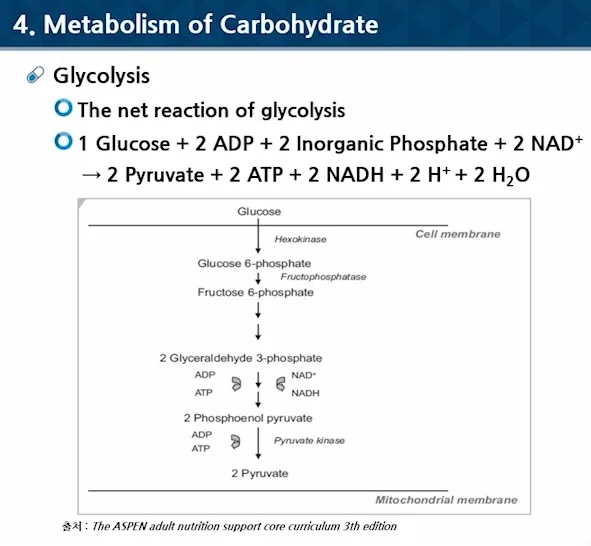 4. Metabolism of Carbohydrate
Glycolysis
The net reaction of glycolysis
1 Glucose + 2 ADP + 2 Inorganic Phosphate + 2 NAD⁺
→ 2 Pyruvate + 2 ATP + 2 NADH + 2 H⁺ + 2 H₂O
Glucose
Cell membrane
Hexokinase
Glucose 6-phosphate
Fructophosphatase
Fructose 6-phosphate
2 Glyceraldehyde 3-phosphate
ADP NAD⁺
ATP NADH
2 Phosphoenol pyruvate
ADP
Pyruvate kinase
ATP
2 Pyruvate
Mitochondrial membrane
출처 : The ASPEN adult nutrition support core curriculum 3th edition